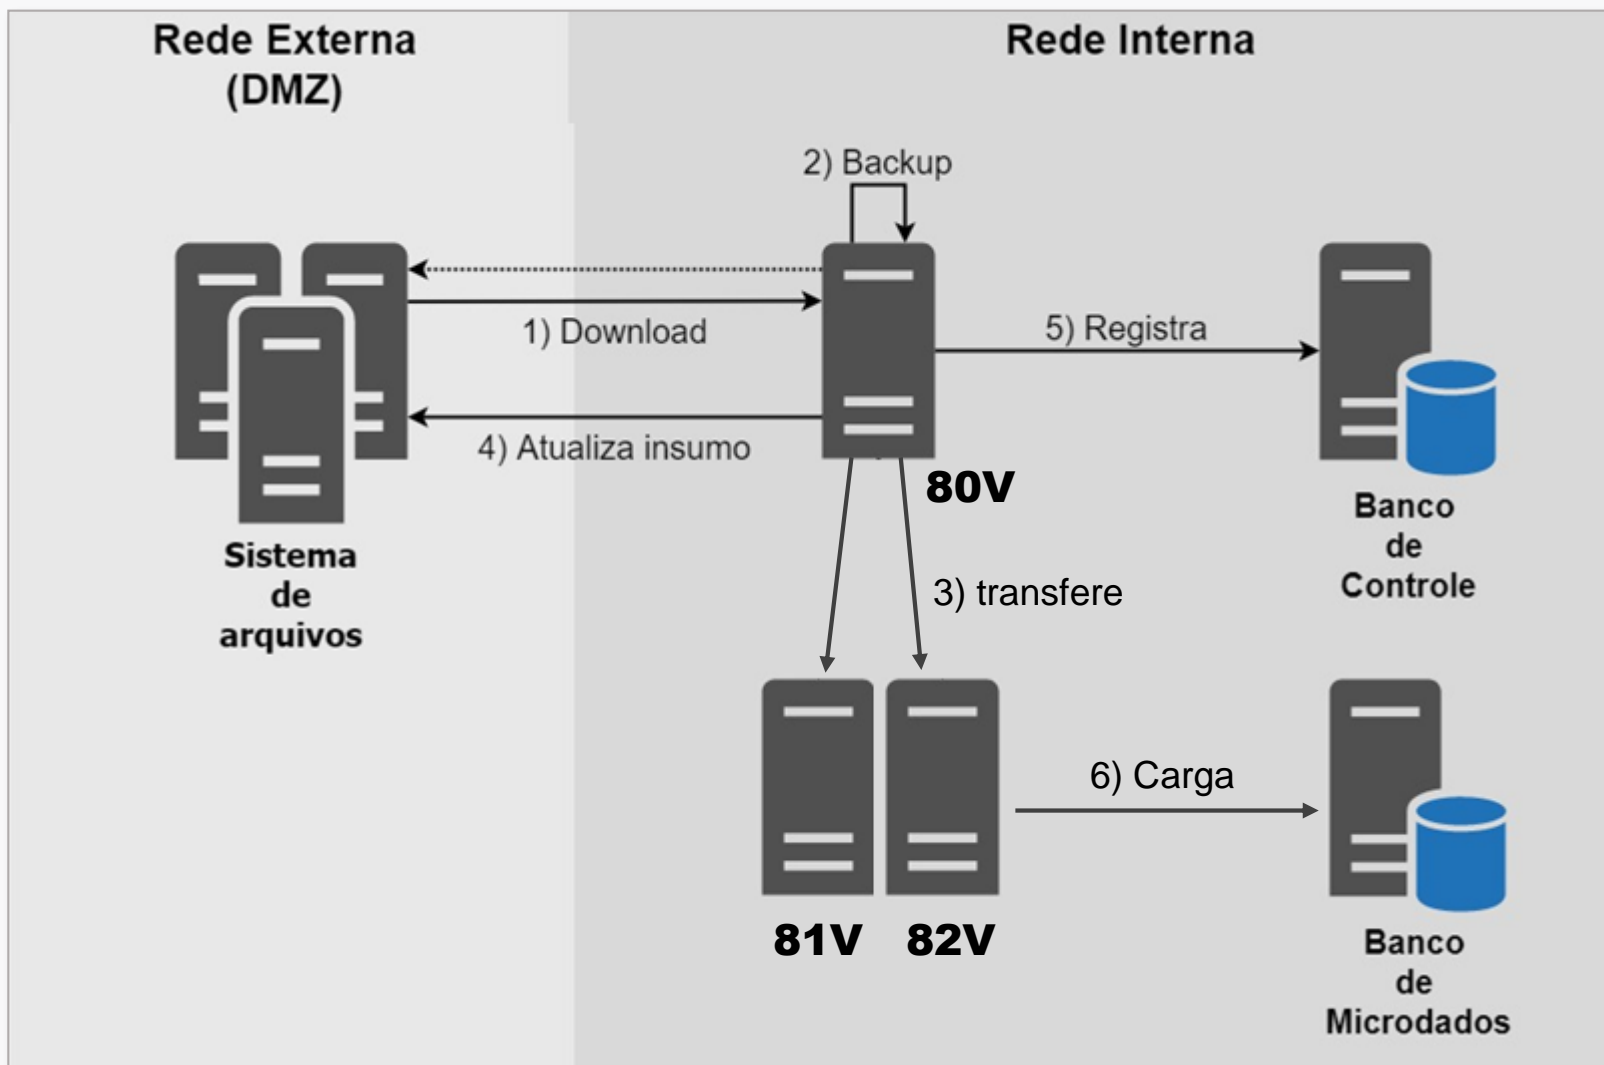 Rede Externa
(DMZ)
Rede Interna
2) Backup
1) Download
5) Registra
4) Atualiza insumo
80V
Sistema
de
arquivos
Banco
de
Controle
3) transfere
6) Carga
81V
82V
Banco
de
Microdados